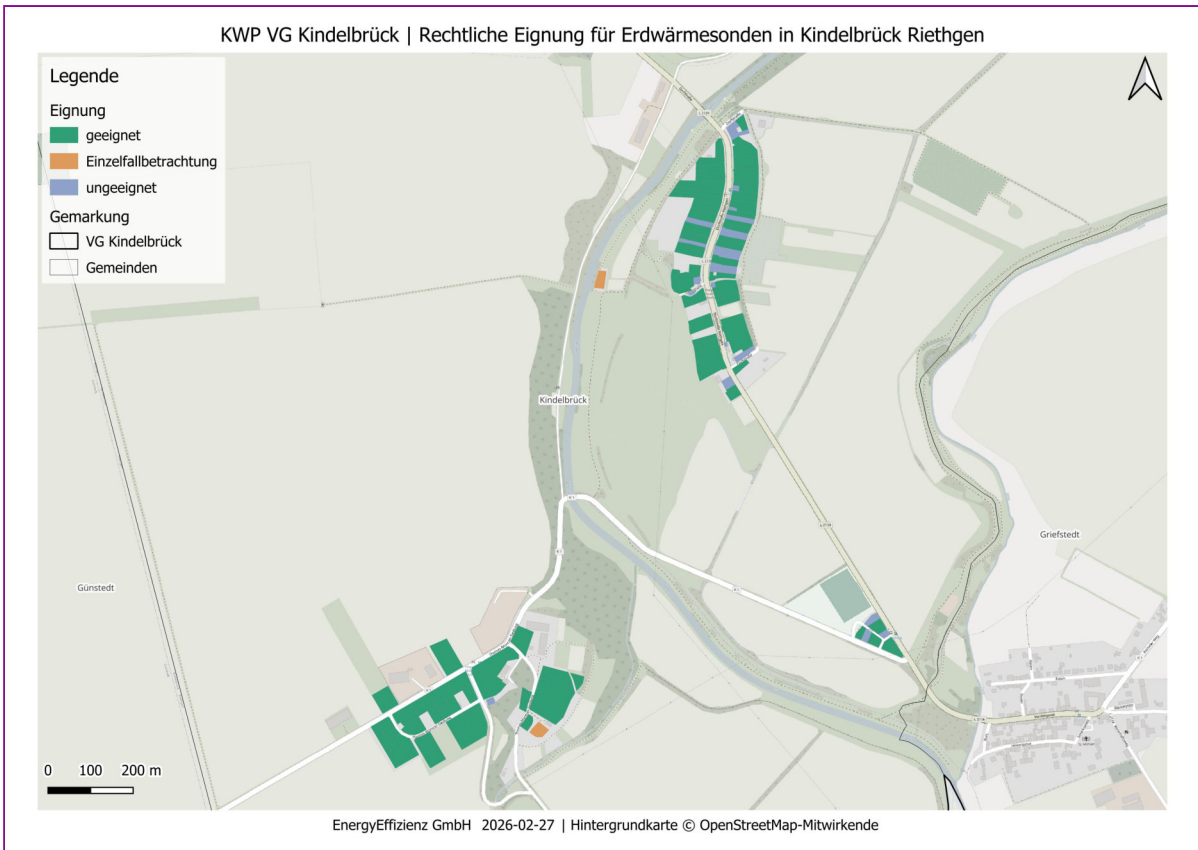 KWP VG Kindelbrück | Rechtliche Eignung für Erdwärmesonden in Kindelbrück Riethgen
Legende
Eignung
geeignet
Einzelfallbetrachtung
ungeeignet
Gemarkung
VG Kindelbrück
Gemeinden
Kindelbrück
Griefstedt
Günstedt
0 100 200 m
EnergyEffizienz GmbH 2026-02-27 | Hintergrundkarte © OpenStreetMap-Mitwirkende